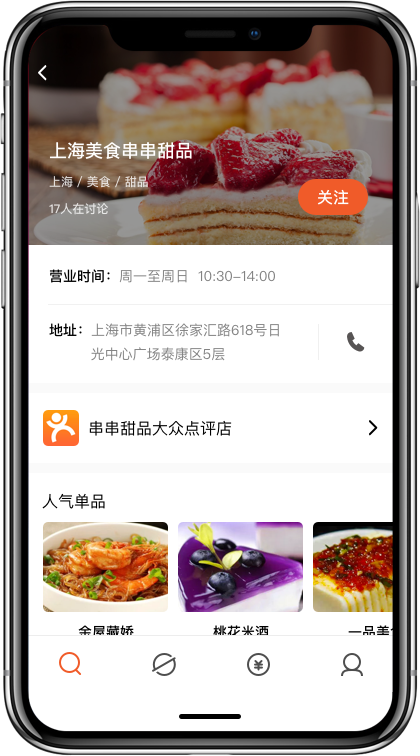 上海美食串串甜品
上海 / 美食 / 甜品
17人在讨论
关注
营业时间：周一至周日 10:30-14:00
地址：上海市黄浦区徐家汇路618号日
光中心广场泰康区5层
串串甜品大众点评店
人气单品
金屋藏娇
桃花米酒
一品美